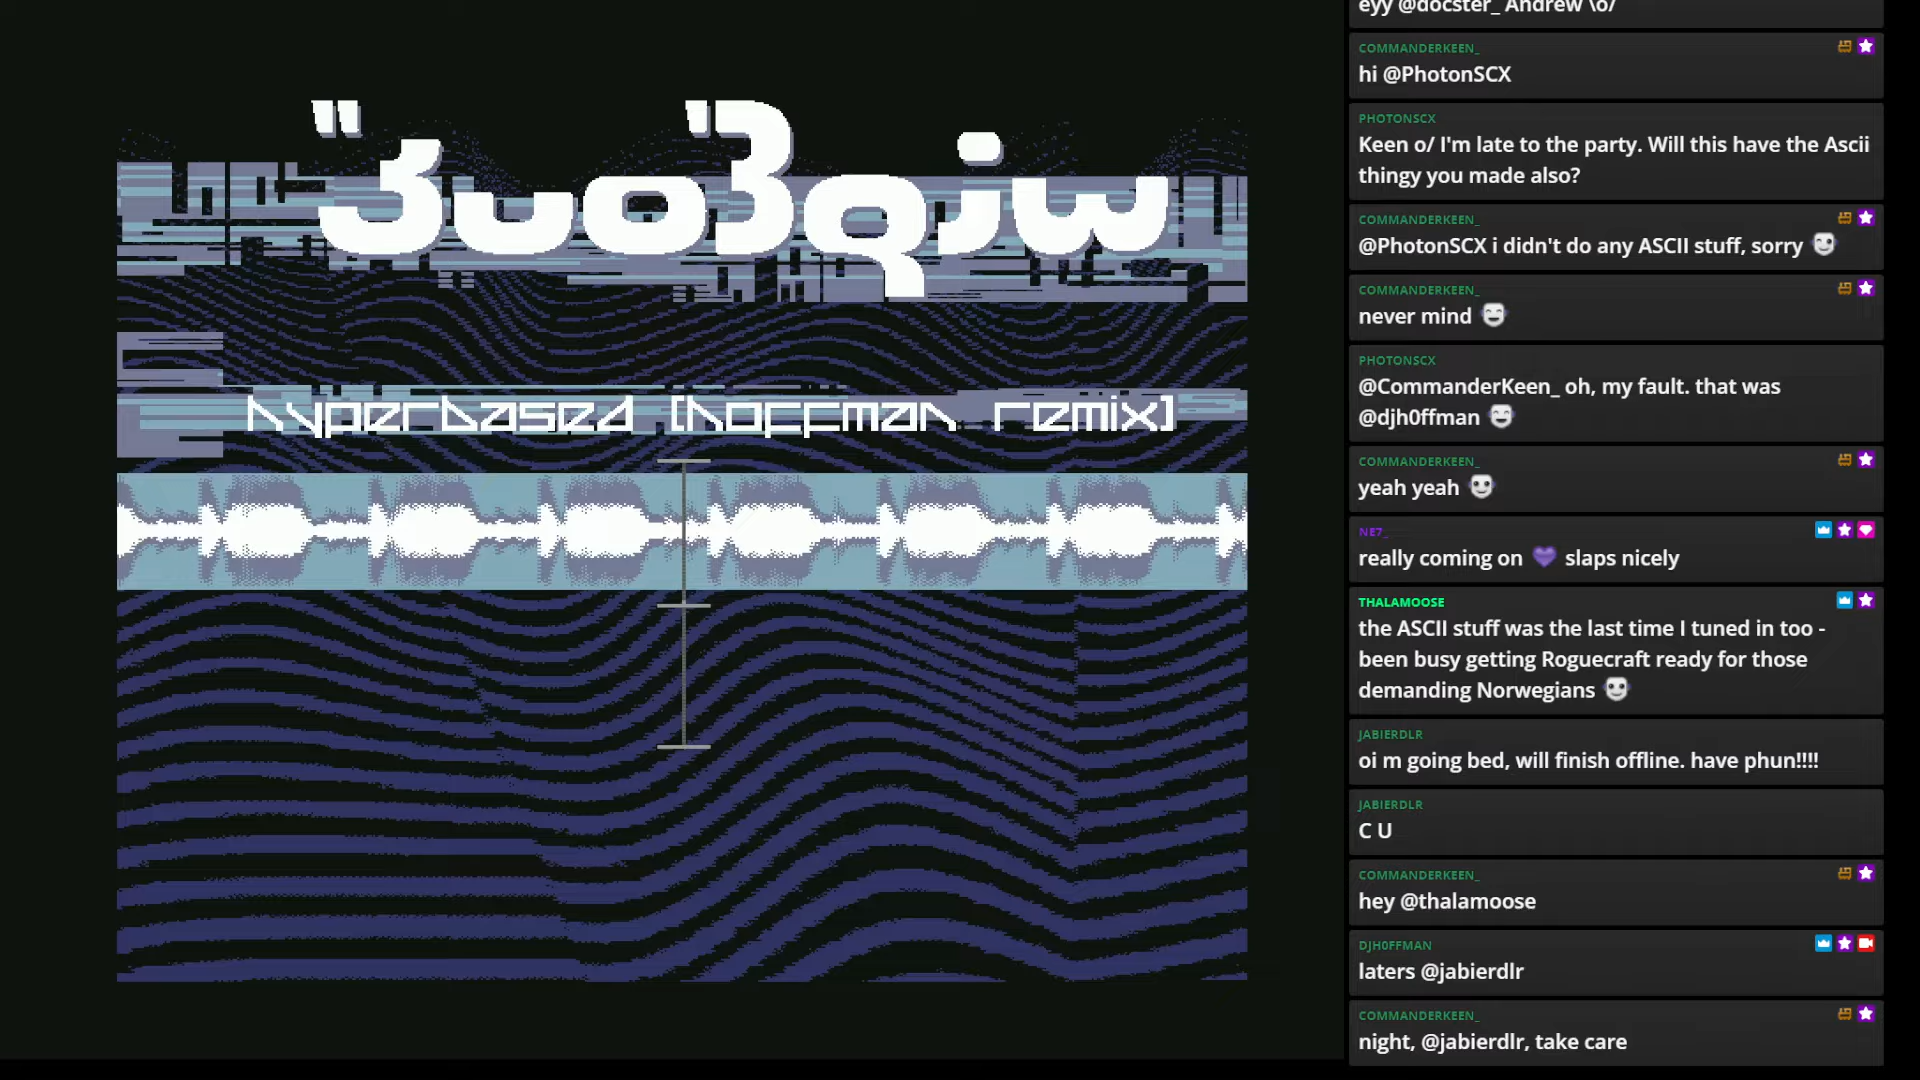 hyperbased [hoffman remix]
eyy @docster_ Andrew \o/
COMMANDERKEEN_
hi @PhotonSCX
PHOTONSCX
Keen o/ I'm late to the party. Will this have the Ascii
thingy you made also?
COMMANDERKEEN_
@PhotonSCX i didn't do any ASCII stuff, sorry
COMMANDERKEEN_
never mind
PHOTONSCX
@CommanderKeen_ oh, my fault. that was
@djh0ffman
COMMANDERKEEN_
yeah yeah
NE7_
really coming on 💜 slaps nicely
THALAMOOSE
the ASCII stuff was the last time I tuned in too -
been busy getting Roguecraft ready for those
demanding Norwegians
JABIERDLR
oi m going bed, will finish offline. have phun!!!!
JABIERDLR
C U
COMMANDERKEEN_
hey @thalamoose
DJH0FFMAN
laters @jabierdlr
COMMANDERKEEN_
night, @jabierdlr, take care